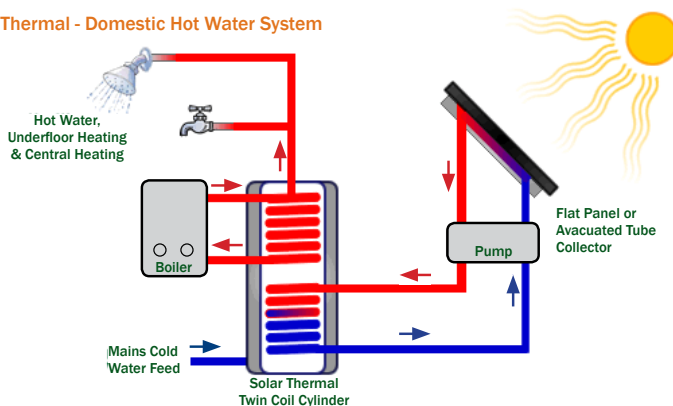 Thermal - Domestic Hot Water System
Hot Water,
Underfloor Heating
& Central Heating
Boiler
Pump
Flat Panel or
Avacuated Tube
Collector
Mains Cold
Water Feed
Solar Thermal
Twin Coil Cylinder